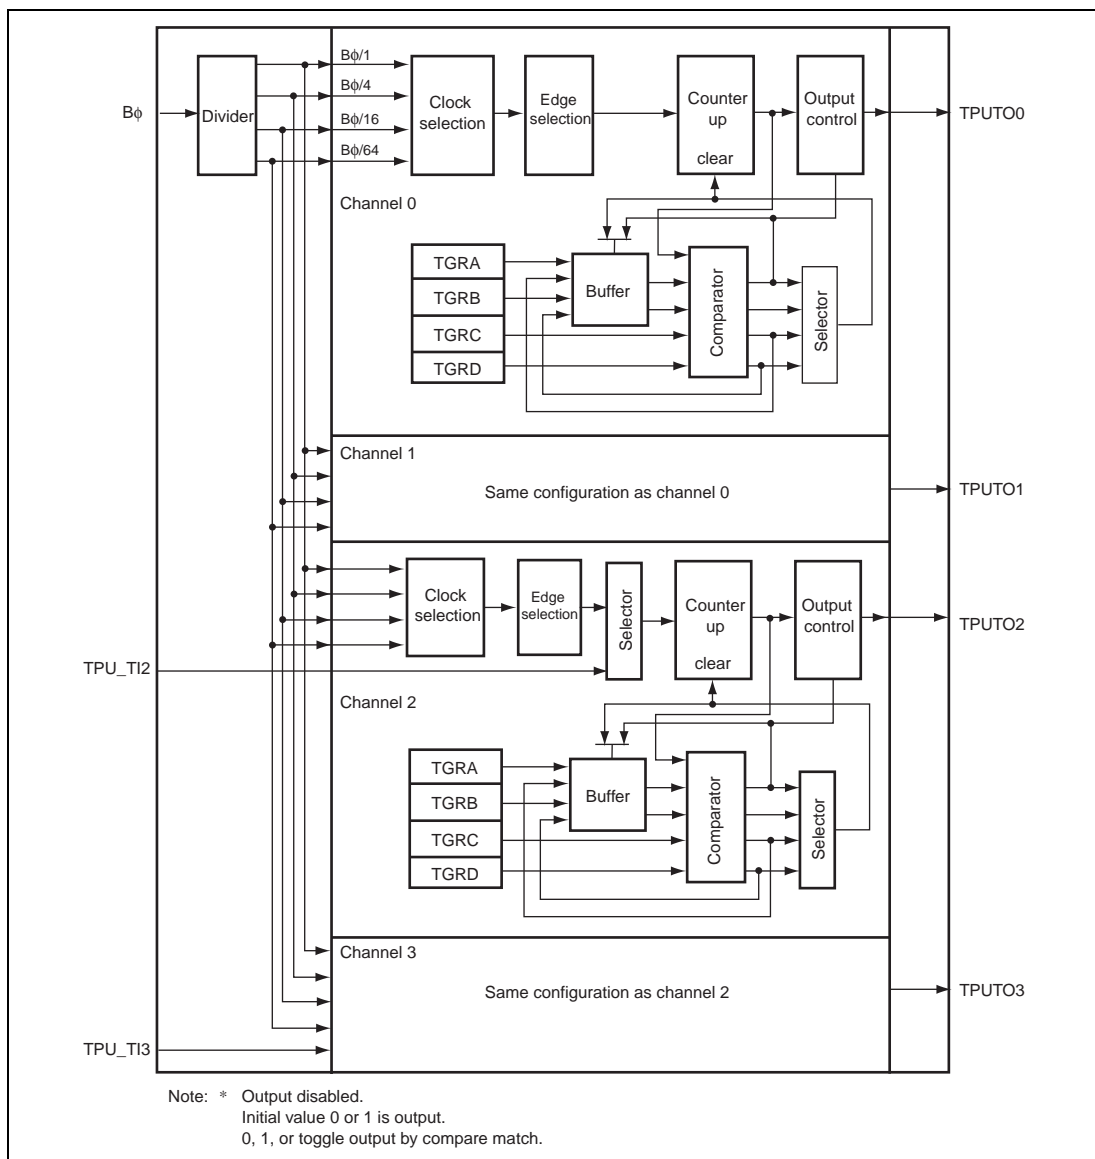 Bϕ
Divider
Bϕ/1
Bϕ/4
Bϕ/16
Bϕ/64
Clock
selection
Edge
selection
Counter
up
clear
Output
control
TPUTO0
Channel 0
TGRA
TGRB
TGRC
TGRD
Buffer
Comparator
Selector
Channel 1
Same configuration as channel 0
TPUTO1
Clock
selection
Edge
selection
Selector
Counter
up
clear
Output
control
TPUTO2
TPU_TI2
Channel 2
TGRA
TGRB
TGRC
TGRD
Buffer
Comparator
Selector
Channel 3
Same configuration as channel 2
TPUTO3
TPU_TI3
Note: * Output disabled.
Initial value 0 or 1 is output.
0, 1, or toggle output by compare match.